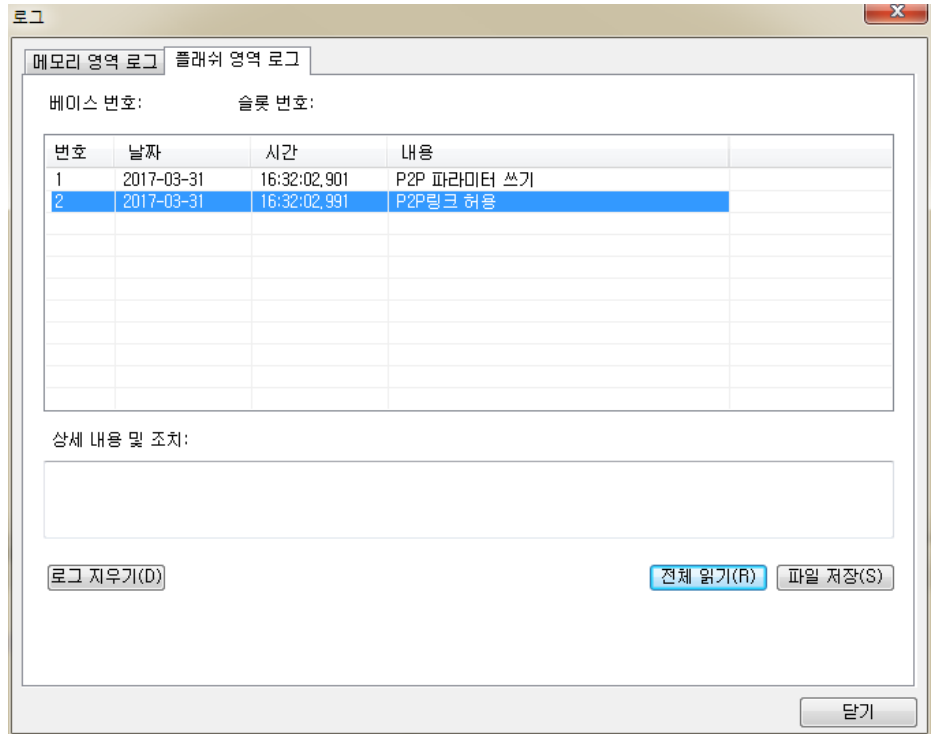 로그
메모리 영역 로그 플래쉬 영역 로그
베이스 번호: 슬롯 번호:
번호 날짜 시간 내용
1 2017-03-31 16:32:02,901 P2P 파라미터 쓰기
2 2017-03-31 16:32:02,991 P2P링크 허용
상세 내용 및 조치:
로그 지우기(D) 전체 읽기(R) 파일 저장(S)
닫기